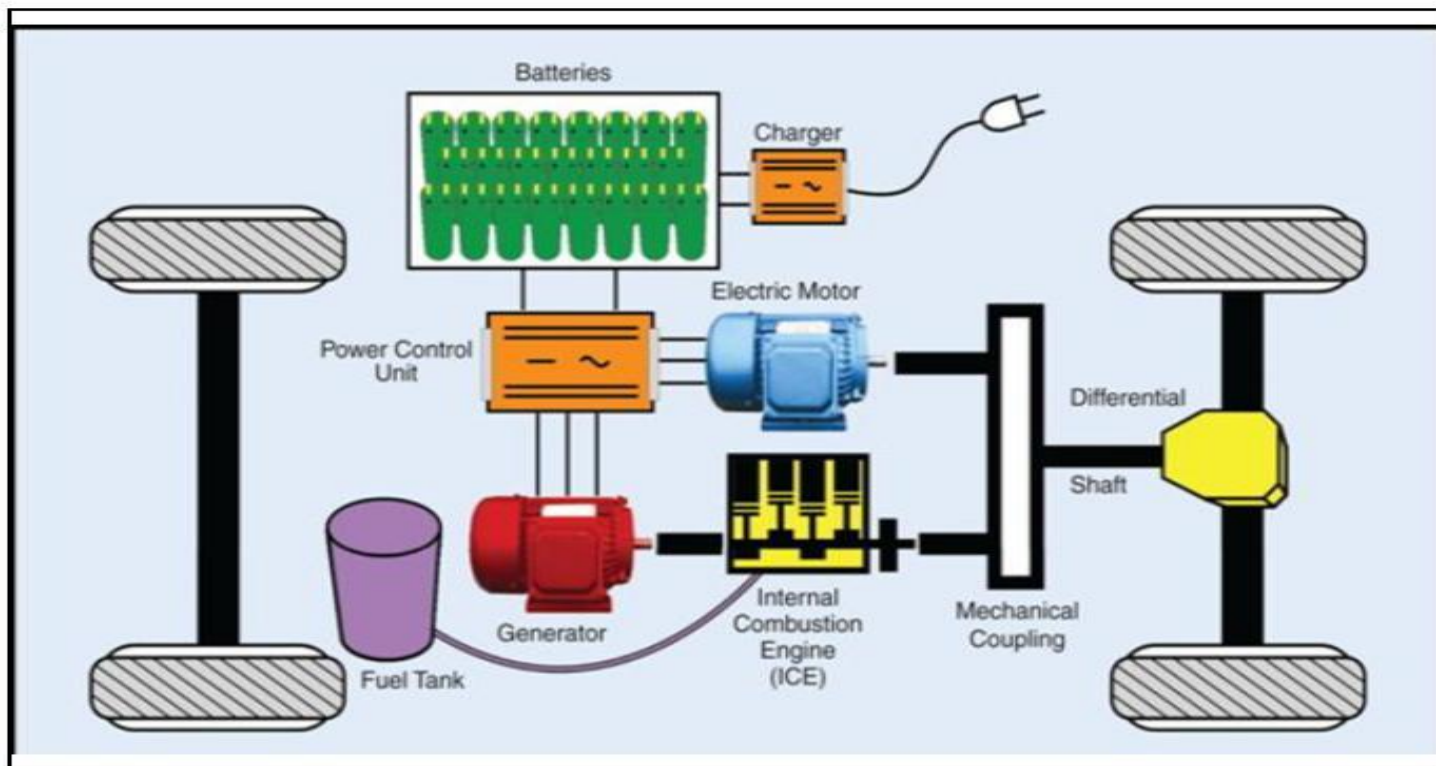 Batteries
Charger
Electric Motor
Power Control
Unit
Differential
Shaft
Generator
Internal
Combustion
Engine
(ICE)
Mechanical
Coupling
Fuel Tank